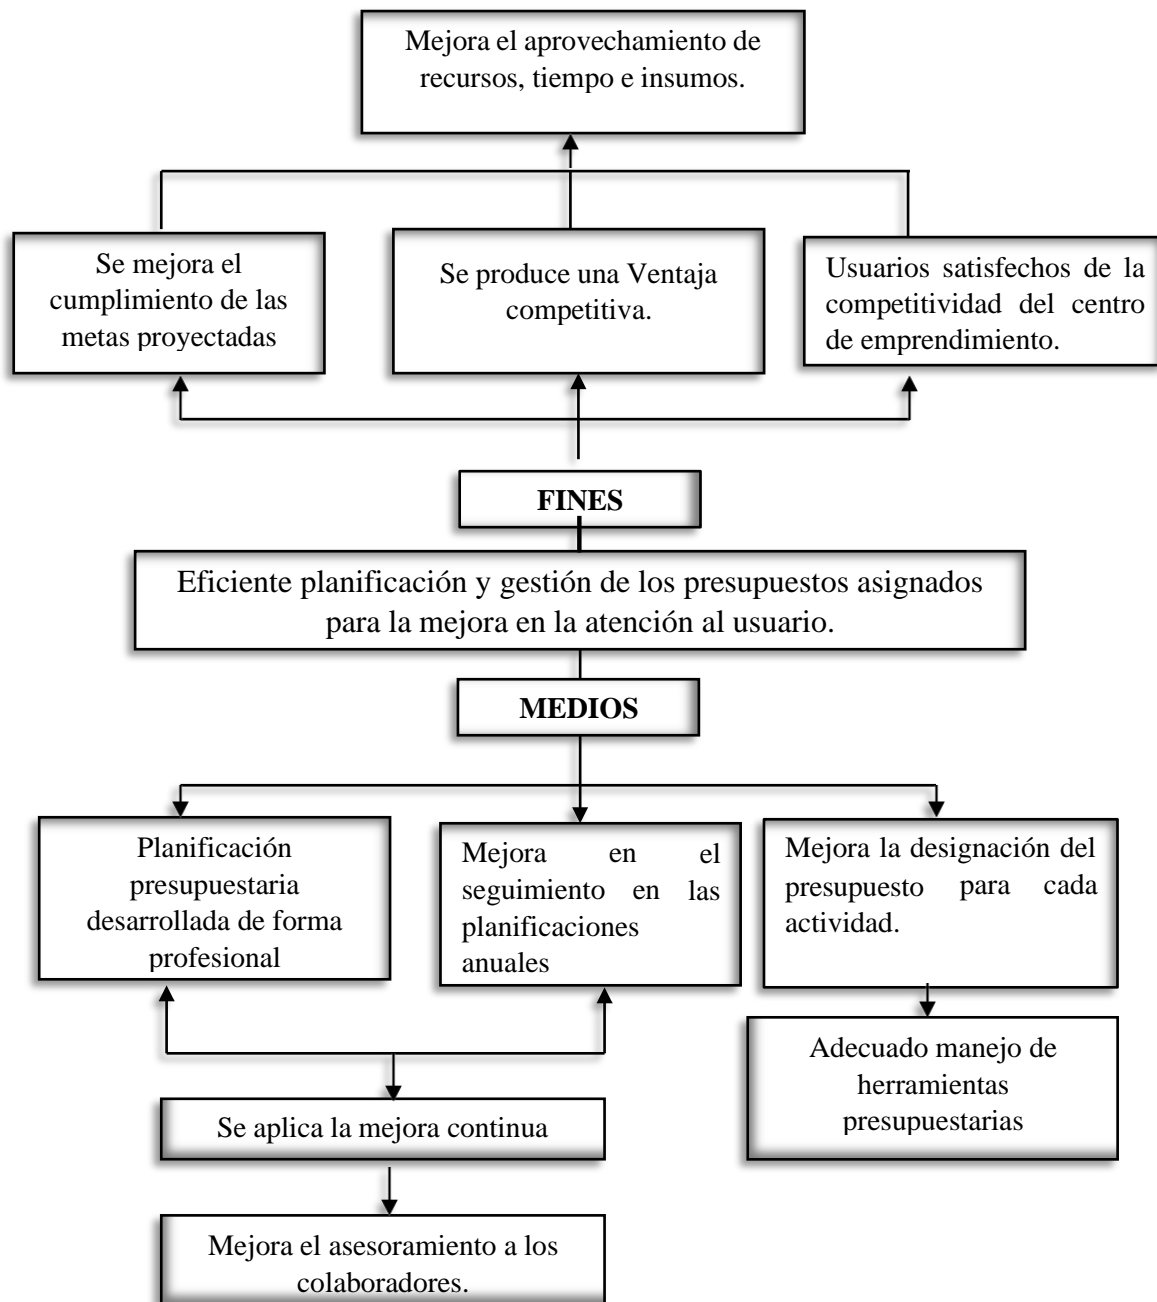 Mejora el aprovechamiento de
recursos, tiempo e insumos.
Se mejora el
cumplimiento de las
metas proyectadas
Se produce una Ventaja
competitiva.
Usuarios satisfechos de la
competitividad del centro
de emprendimiento.
FINES
Eficiente planificación y gestión de los presupuestos asignados
para la mejora en la atención al usuario.
MEDIOS
Planificación
presupuestaria
desarrollada de forma
profesional
Mejora en el
seguimiento en las
planificaciones
anuales
Mejora la designación del
presupuesto para cada
actividad.
Adecuado manejo de
herramientas
presupuestarias
Se aplica la mejora continua
Mejora el asesoramiento a los
colaboradores.